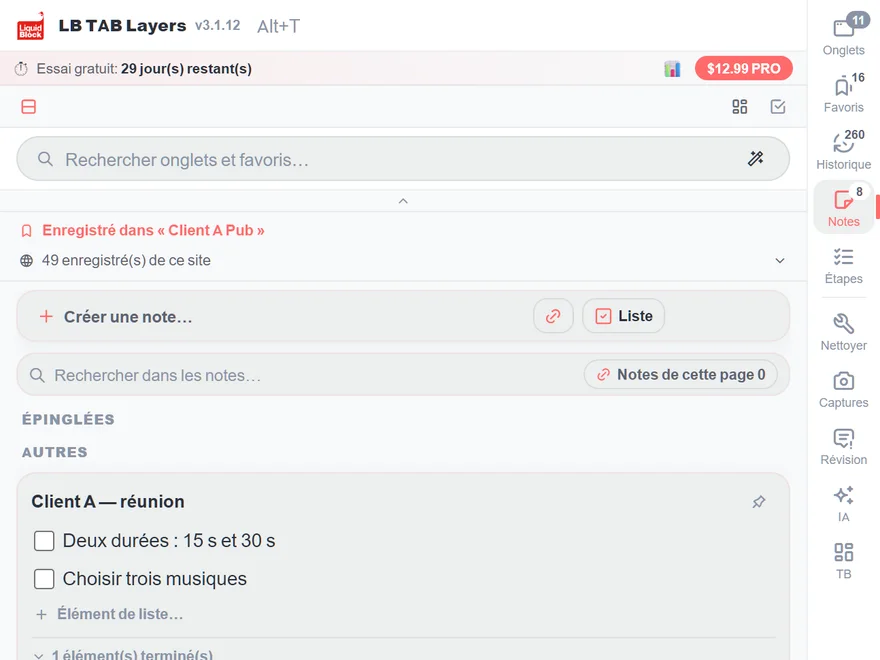 Liquid Block
LB TAB Layers v3.1.12 Alt+T
Essai gratuit: 29 jour(s) restant(s)
$12.99 PRO
Rechercher onglets et favoris…
Enregistré dans « Client A Pub »
49 enregistré(s) de ce site
Créer une note…
Liste
Rechercher dans les notes…
Notes de cette page 0
ÉPINGLÉES
AUTRES
Client A — réunion
Deux durées : 15 s et 30 s
Choisir trois musiques
+ Élément de liste…
1 élément(s) terminé(s)
11
Onglets
16
Favoris
260
Historique
8
Notes
Étapes
Nettoyer
Captures
Révision
IA
TB